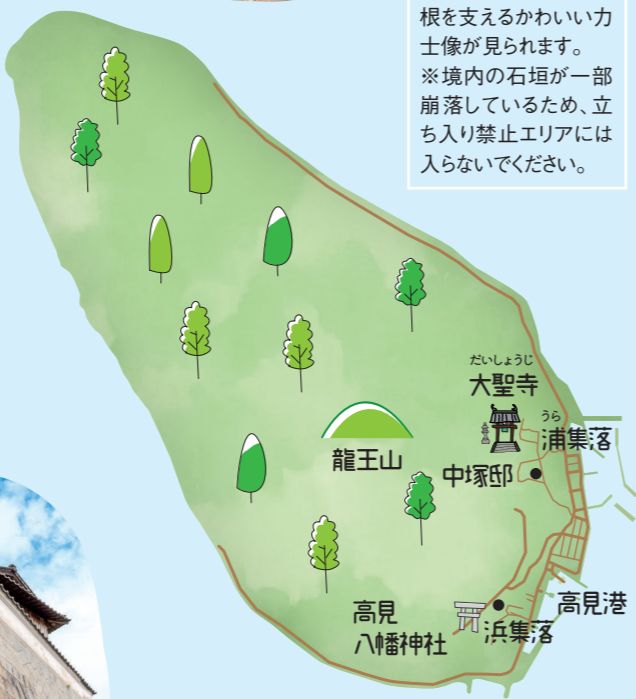 根を支えるかわいい力
士像が見られます。
※境内の石垣が一部
崩落しているため、立
ち入り禁止エリアには
入らないでください。
だいしょうじ
大聖寺
うら
浦集落
龍王山
中塚邸
高見
八幡神社
浜集落
高見港